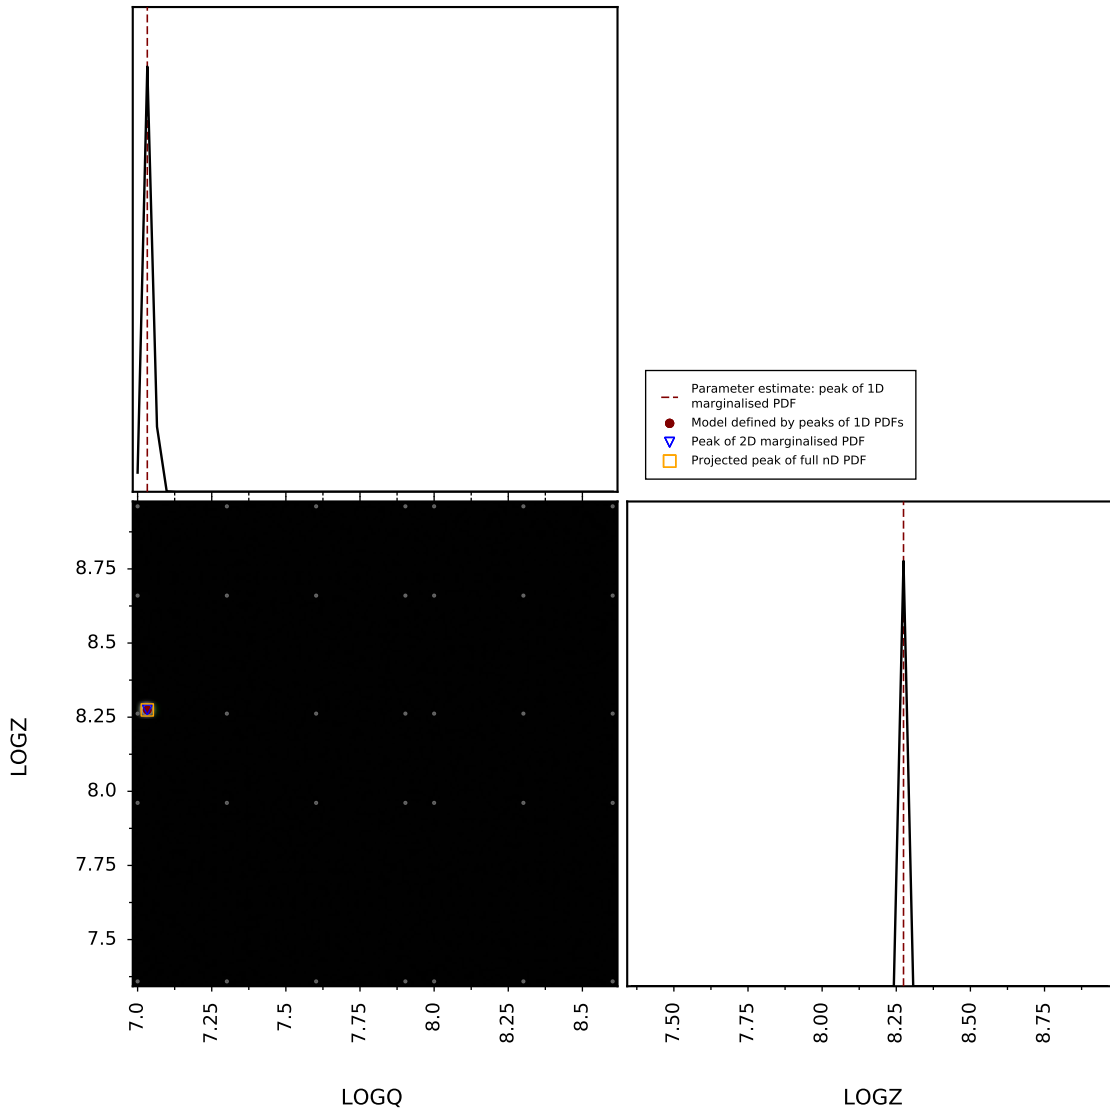 Parameter estimate: peak of 1D
marginalised PDF
Model defined by peaks of 1D PDFs
Peak of 2D marginalised PDF
Projected peak of full nD PDF
8.75
8.5
8.25
8.0
7.75
7.5
LOGZ
7.0
7.25
7.5
7.75
8.0
8.25
8.5
LOGQ
7.50
7.75
8.00
8.25
8.50
8.75
LOGZ